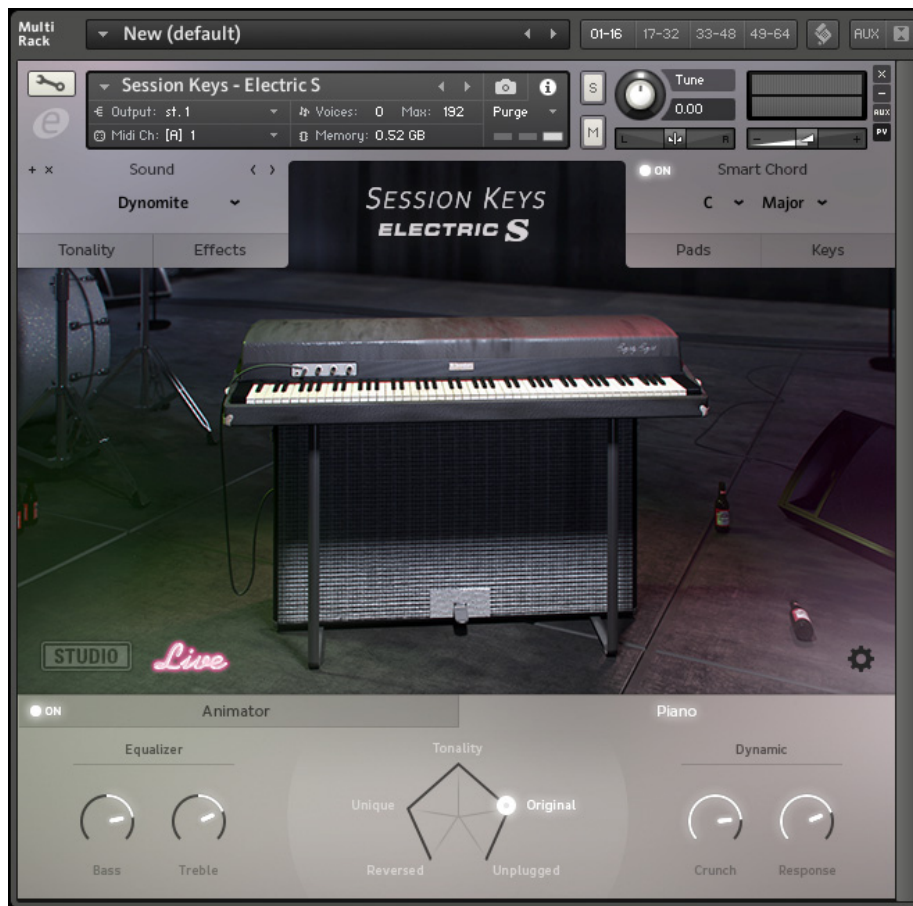 Multi
Rack
New (default)
01-16 17-32 33-48 49-64
AUX
Session Keys - Electric S
Output: st.1
Voices: 0 Max: 192
Purge
Midi Ch: [A] 1
Memory: 0.52 GB
e
S
M
Tune
0.00
L R
- +
×
-
AUX
PV
+ × Sound < >
Dynomite
Tonality Effects
SESSION KEYS
ELECTRIC S
ON Smart Chord
C Major
Pads Keys
STUDIO Live
ON Animator Piano
Equalizer
Bass Treble
Tonality
Unique Original
Reversed Unplugged
Dynamic
Crunch Response